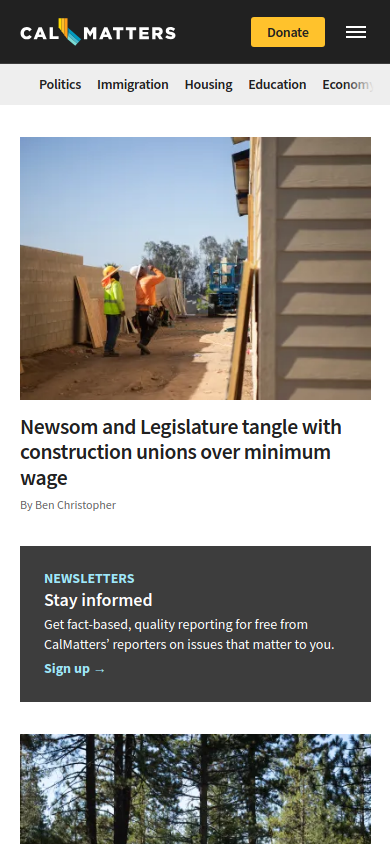 CALMATTERS
Donate
Politics Immigration Housing Education Economy
Newsom and Legislature tangle with
construction unions over minimum
wage
By Ben Christopher
NEWSLETTERS
Stay informed
Get fact-based, quality reporting for free from
CalMatters’ reporters on issues that matter to you.
Sign up →